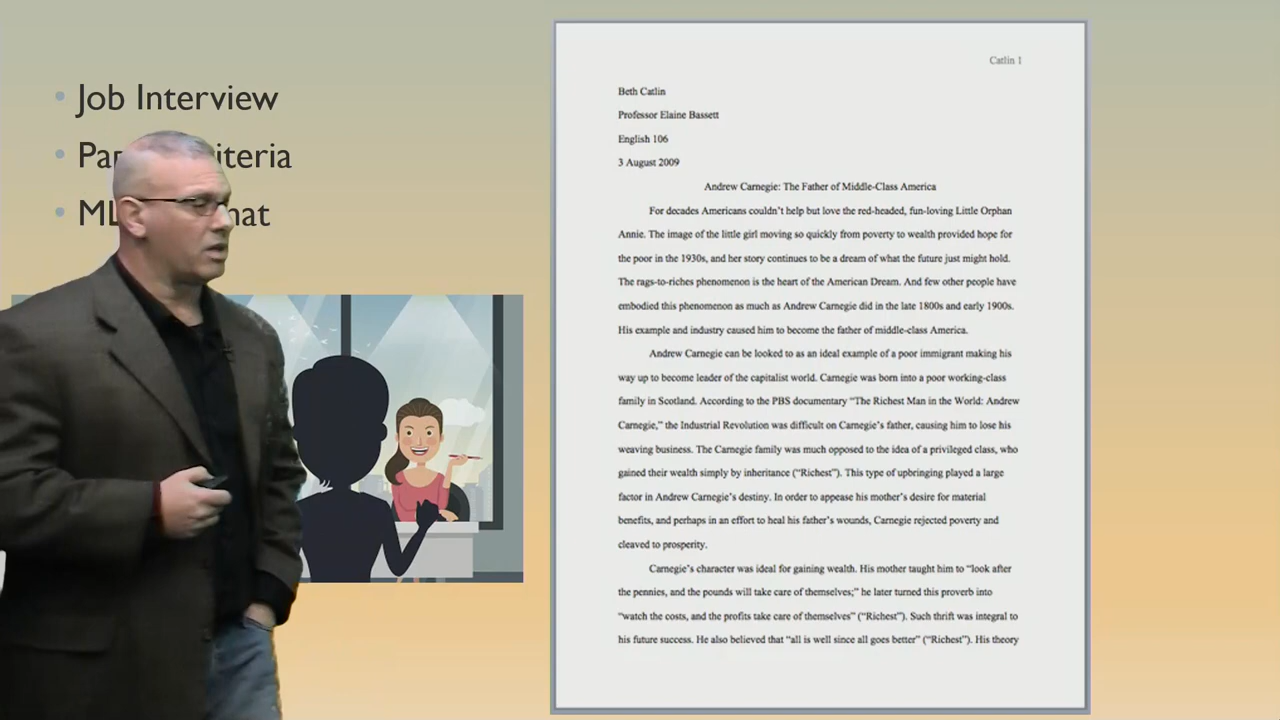 Job Interview
MLA
Catlin 1
Beth Catlin
Professor Elaine Bassett
English 106
3 August 2009
Andrew Carnegie: The Father of Middle-Class America
For decades Americans couldn't help but love the red-headed, fun-loving Little Orphan
Annie. The image of the little girl moving so quickly from poverty to wealth provided hope for
the poor in the 1930s, and her story continues to be a dream of what the future just might hold.
The rags-to-riches phenomenon is the heart of the American Dream. And few other people have
embodied this phenomenon as much as Andrew Carnegie did in the late 1800s and early 1900s.
His example and industry caused him to become the father of middle-class America.
Andrew Carnegie can be looked to as an ideal example of a poor immigrant making his
way up to become leader of the capitalist world. Carnegie was born into a poor working-class
family in Scotland. According to the PBS documentary “The Richest Man in the World: Andrew
Carnegie,” the Industrial Revolution was difficult on Carnegie's father, causing him to lose his
weaving business. The Carnegie family was much opposed to the idea of a privileged class, who
gained their wealth simply by inheritance (“Richest”). This type of upbringing played a large
factor in Andrew Carnegie's destiny. In order to appease his mother's desire for material
benefits, and perhaps in an effort to heal his father's wounds, Carnegie rejected poverty and
cleaved to prosperity.
Carnegie's character was ideal for gaining wealth. His mother taught him to “look after
the pennies, and the pounds will take care of themselves;” he later turned this proverb into
“watch the costs, and the profits take care of themselves” (“Richest”). Such thrift was integral to
his future success. He also believed that “all is well since all goes better” (“Richest”). His theory